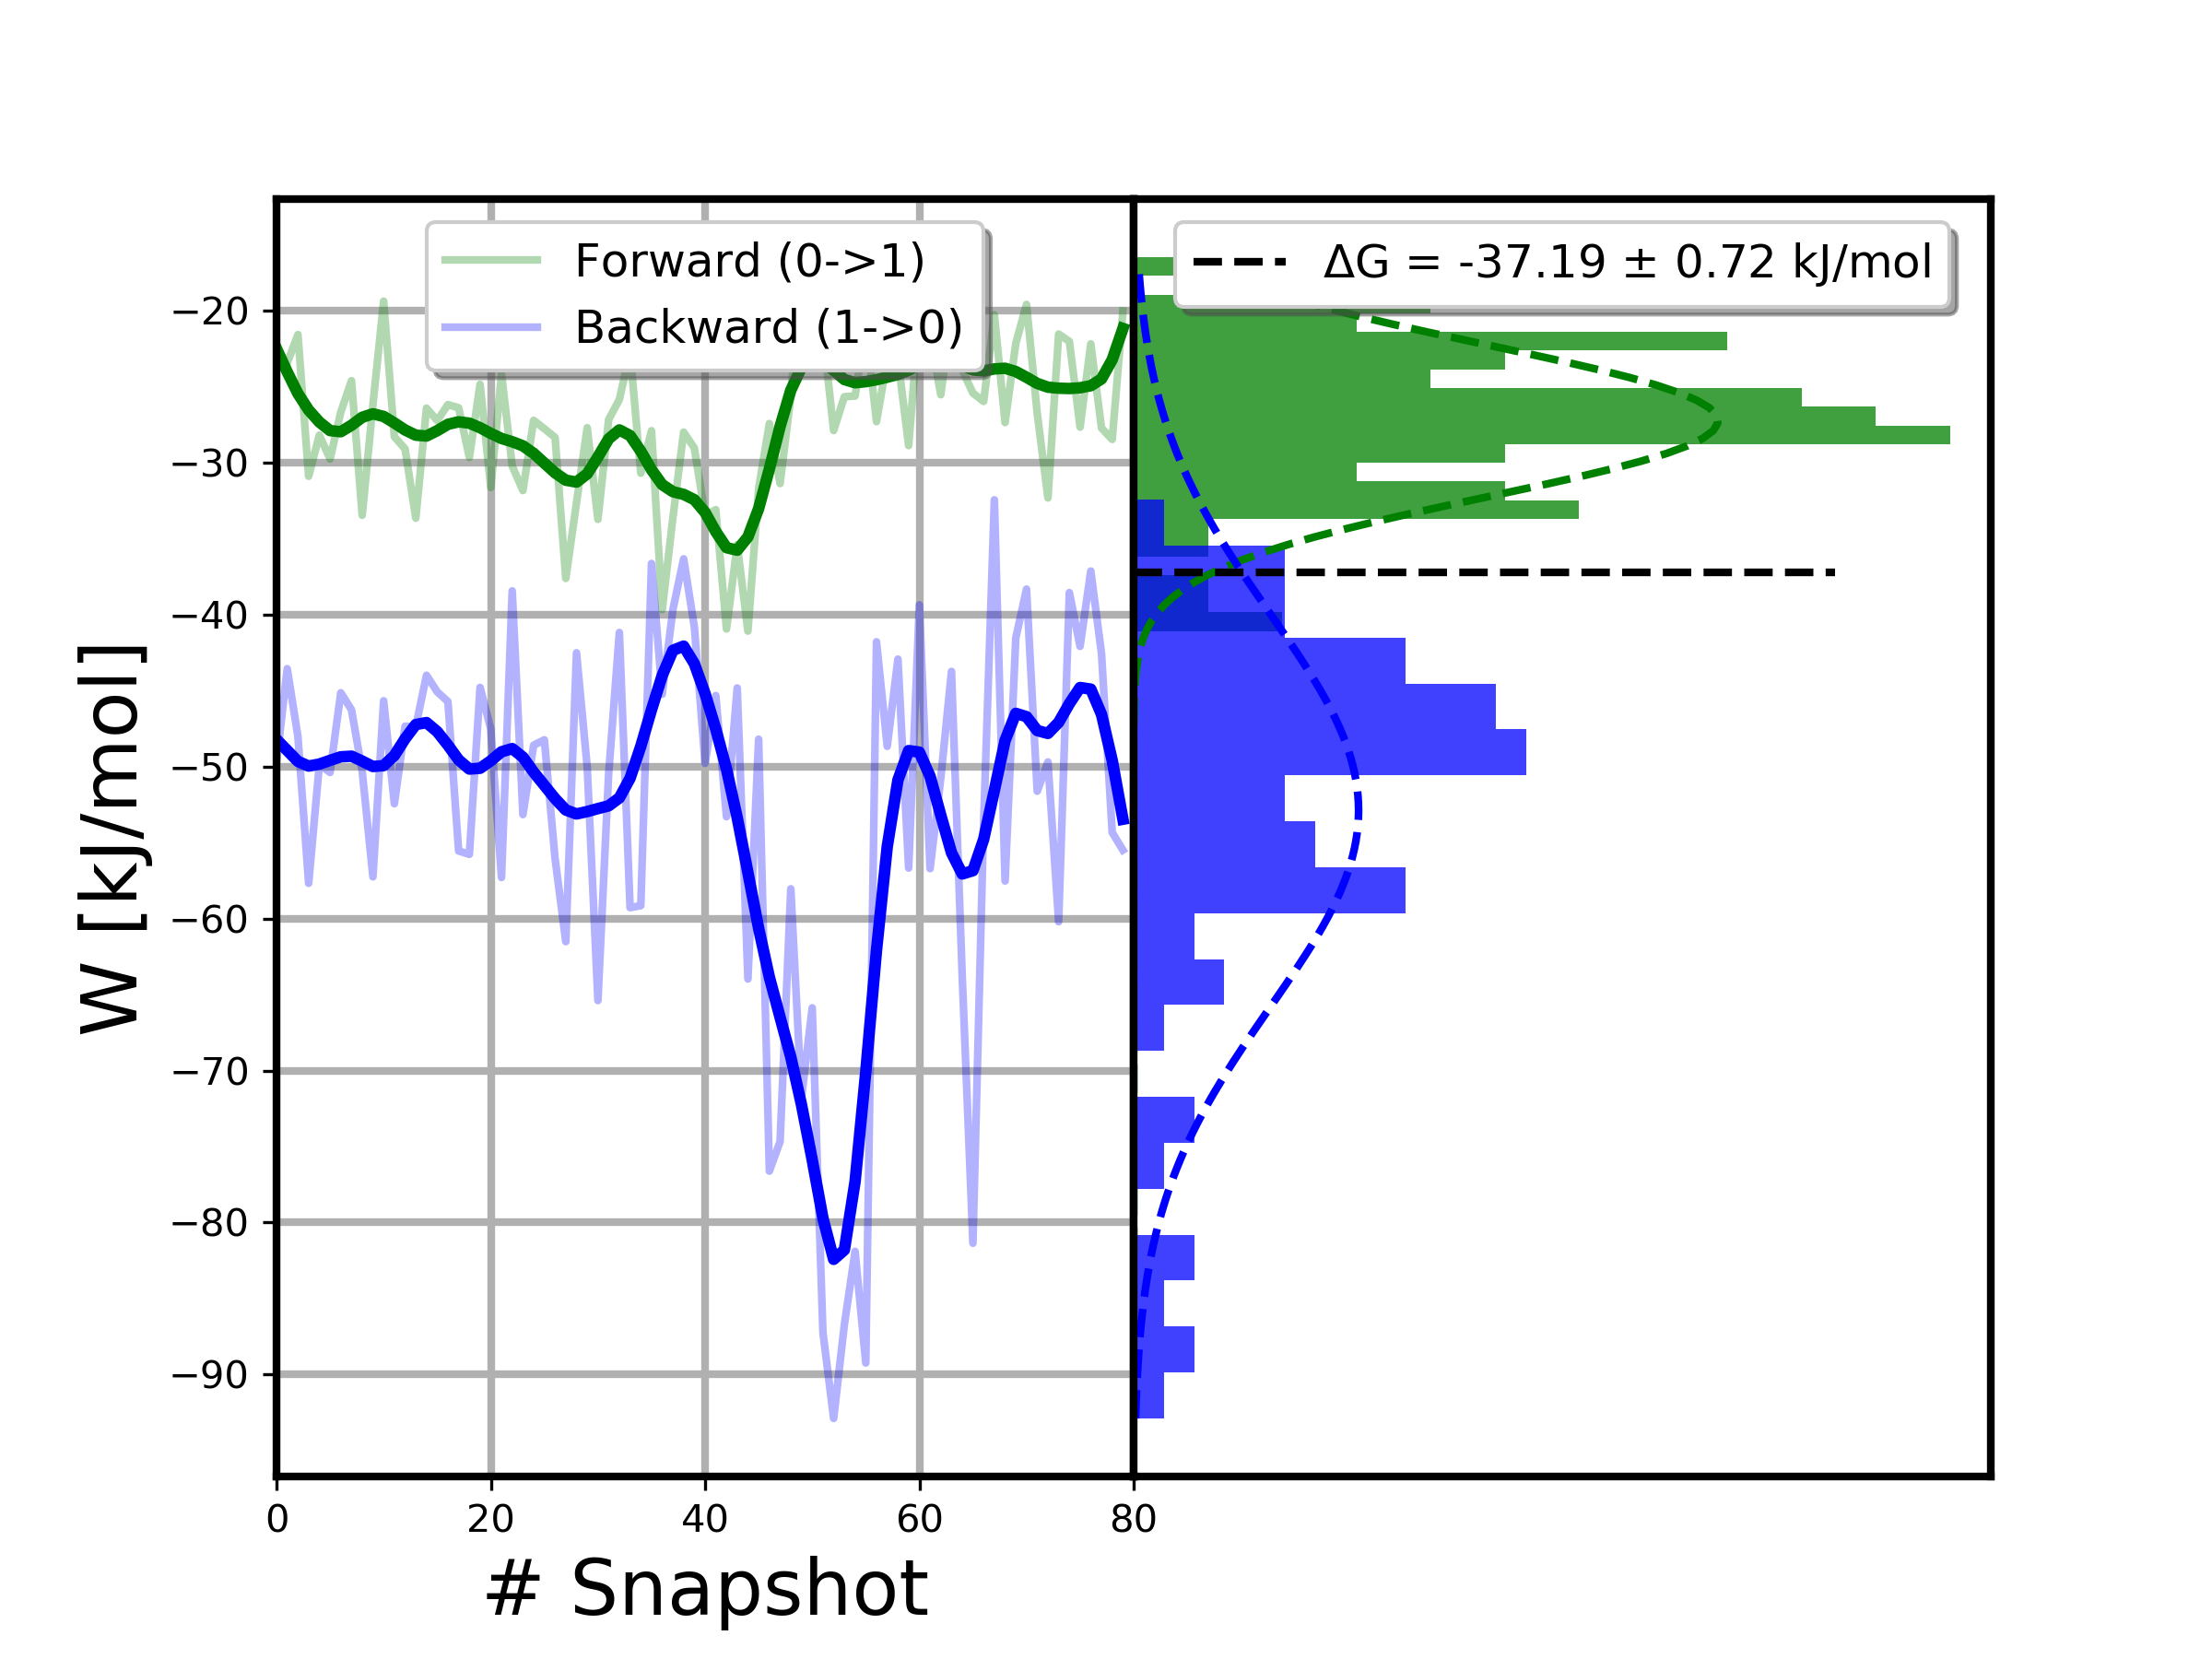 Forward (0->1)
Backward (1->0)
ΔG = -37.19 ± 0.72 kJ/mol
−20
−30
−40
−50
−60
−70
−80
−90
W [kJ/mol]
0
20
40
60
80
# Snapshot